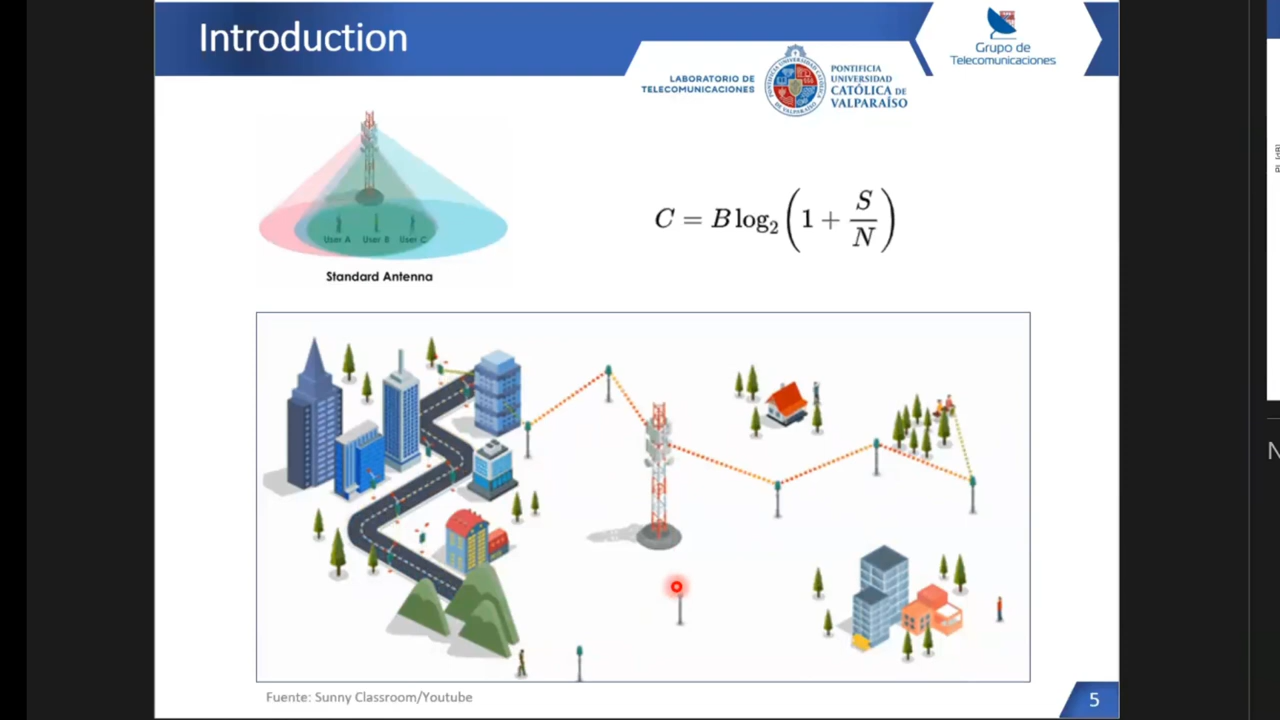 Introduction
Grupo de
Telecomunicaciones
LABORATORIO DE
TELECOMUNICACIONES
PONTIFICIA
UNIVERSIDAD
CATÓLICA DE
VALPARAÍSO
User A User B User C
Standard Antenna
C = B log₂ (1 + S/N)
Fuente: Sunny Classroom/Youtube
5